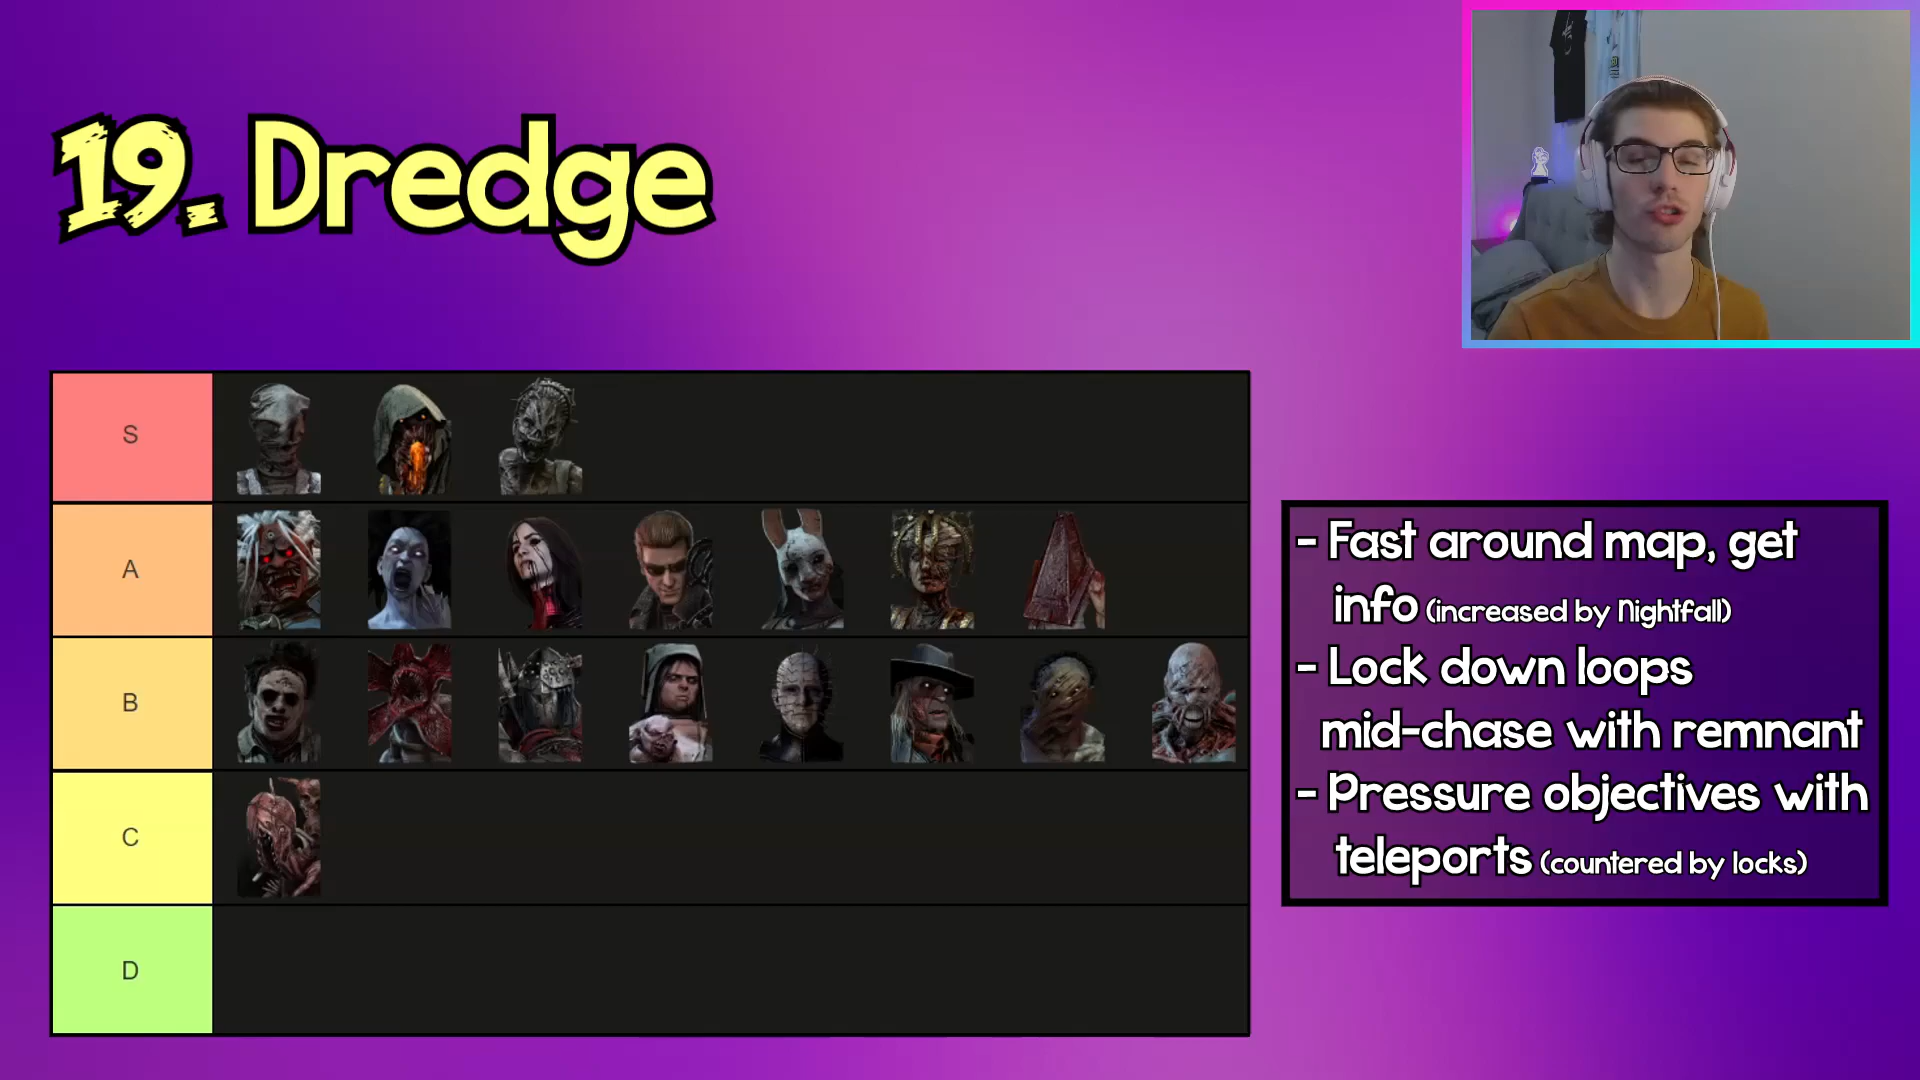 19. Dredge
S
A
B
C
D
- Fast around map, get
info (increased by Nightfall)
- Lock down loops
mid-chase with remnant
- Pressure objectives with
teleports (countered by locks)